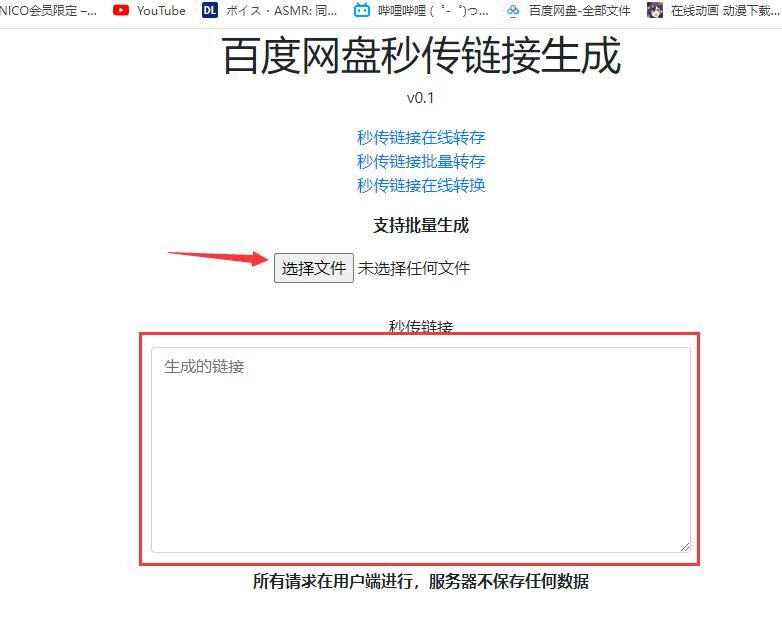 NICO会员限定 –... YouTube DL ボイス・ASMR: 同... 哔哩哔哩 ( ゜- ゜)つ... 百度网盘-全部文件 在线动画 动漫下载...
百度网盘秒传链接生成
v0.1
秒传链接在线转存
秒传链接批量转存
秒传链接在线转换
支持批量生成
选择文件 未选择任何文件
秒传链接
生成的链接
所有请求在用户端进行，服务器不保存任何数据